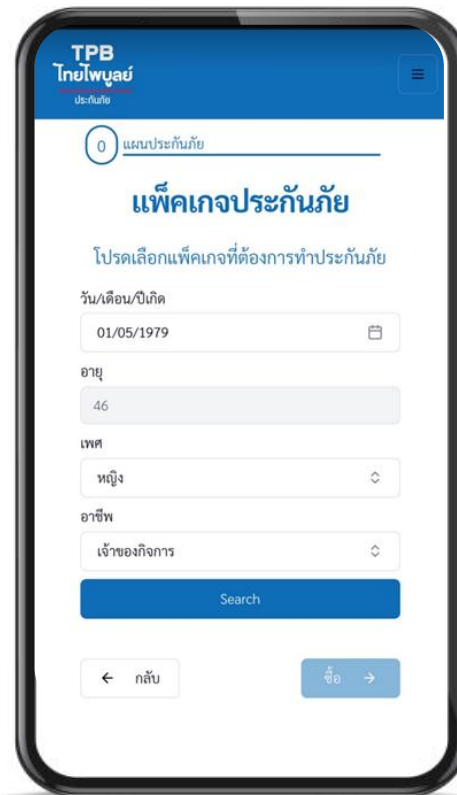 TPB
ไทยไพบูลย์
ประกันภัย
0 แผนประกันภัย
แพ็คเกจประกันภัย
โปรดเลือกแพ็คเกจที่ต้องการทำประกันภัย
วัน/เดือน/ปีเกิด
01/05/1979
อายุ
46
เพศ
หญิง
อาชีพ
เจ้าของกิจการ
Search
← กลับ
ซื้อ →